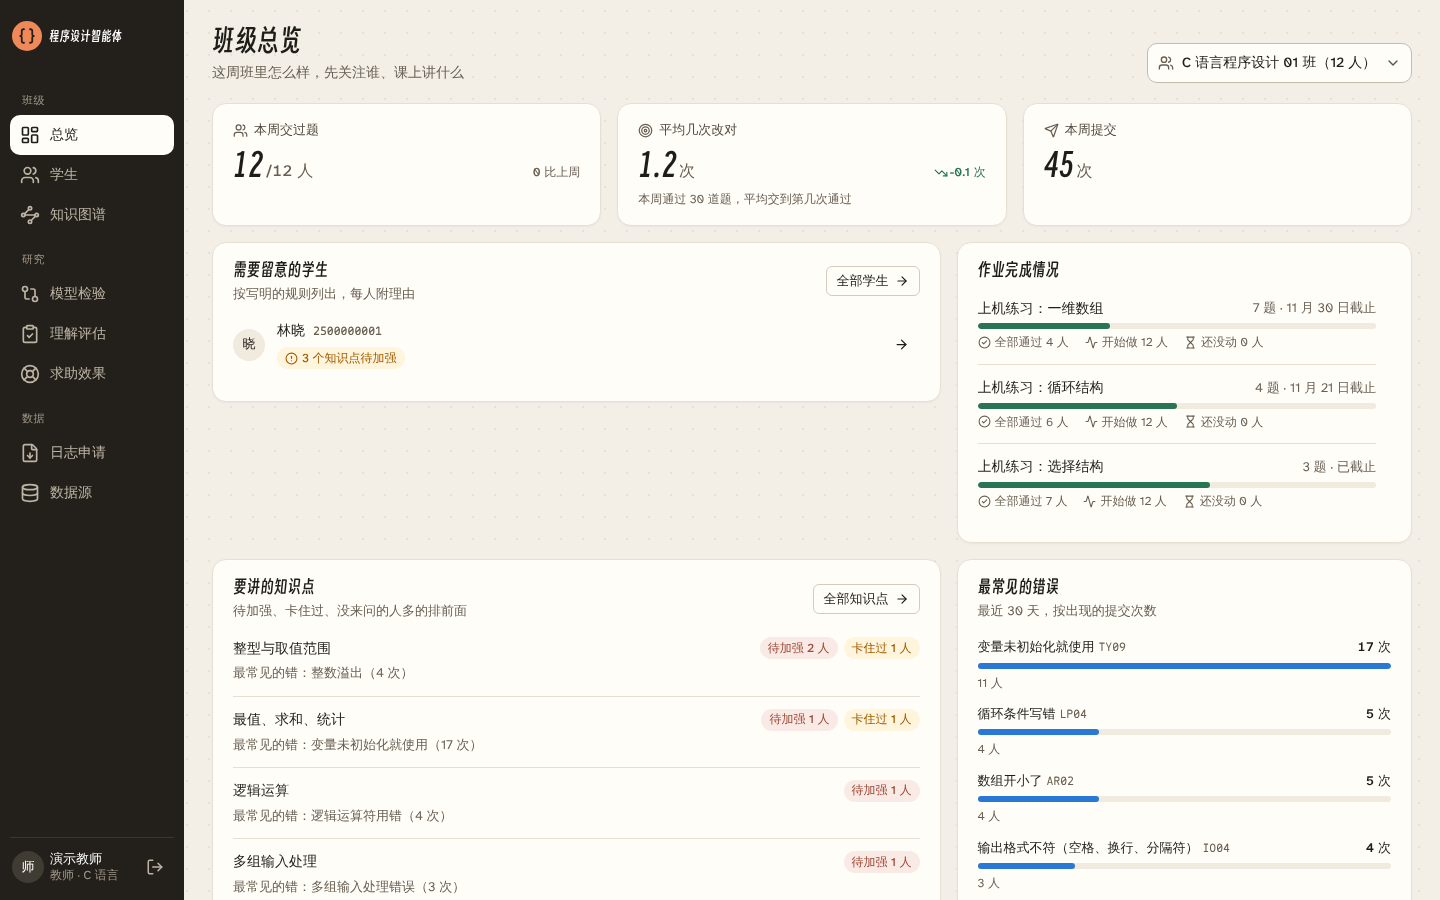 {} 程序设计智能体
班级
总览
学生
知识图谱
研究
模型检验
理解评估
求助效果
数据
日志申请
数据源
师
演示教师
教师 · C 语言
班级总览
这周班里怎么样，先关注谁、课上讲什么
C 语言程序设计 01 班（12 人）
本周交过题
12/12 人
0 比上周
平均几次改对
1.2 次
-0.1 次
本周通过 30 道题，平均交到第几次通过
本周提交
45 次
需要留意的学生
按写明的规则列出，每人附理由
全部学生
晓
林晓 2500000001
3 个知识点待加强
作业完成情况
上机练习：一维数组
7 题 · 11 月 30 日截止
全部通过 4 人 开始做 12 人 还没动 0 人
上机练习：循环结构
4 题 · 11 月 21 日截止
全部通过 6 人 开始做 12 人 还没动 0 人
上机练习：选择结构
3 题 · 已截止
全部通过 7 人 开始做 12 人 还没动 0 人
要讲的知识点
待加强、卡住过、没来问的人多的排前面
全部知识点
整型与取值范围
待加强 2 人 卡住过 1 人
最常见的错：整数溢出（4 次）
最值、求和、统计
待加强 1 人 卡住过 1 人
最常见的错：变量未初始化就使用（17 次）
逻辑运算
待加强 1 人
最常见的错：逻辑运算符用错（4 次）
多组输入处理
待加强 1 人
最常见的错：多组输入处理错误（3 次）
最常见的错误
最近 30 天，按出现的提交次数
变量未初始化就使用 TY09
17 次
11 人
循环条件写错 LP04
5 次
4 人
数组开小了 AR02
5 次
4 人
输出格式不符（空格、换行、分隔符） IO04
4 次
3 人